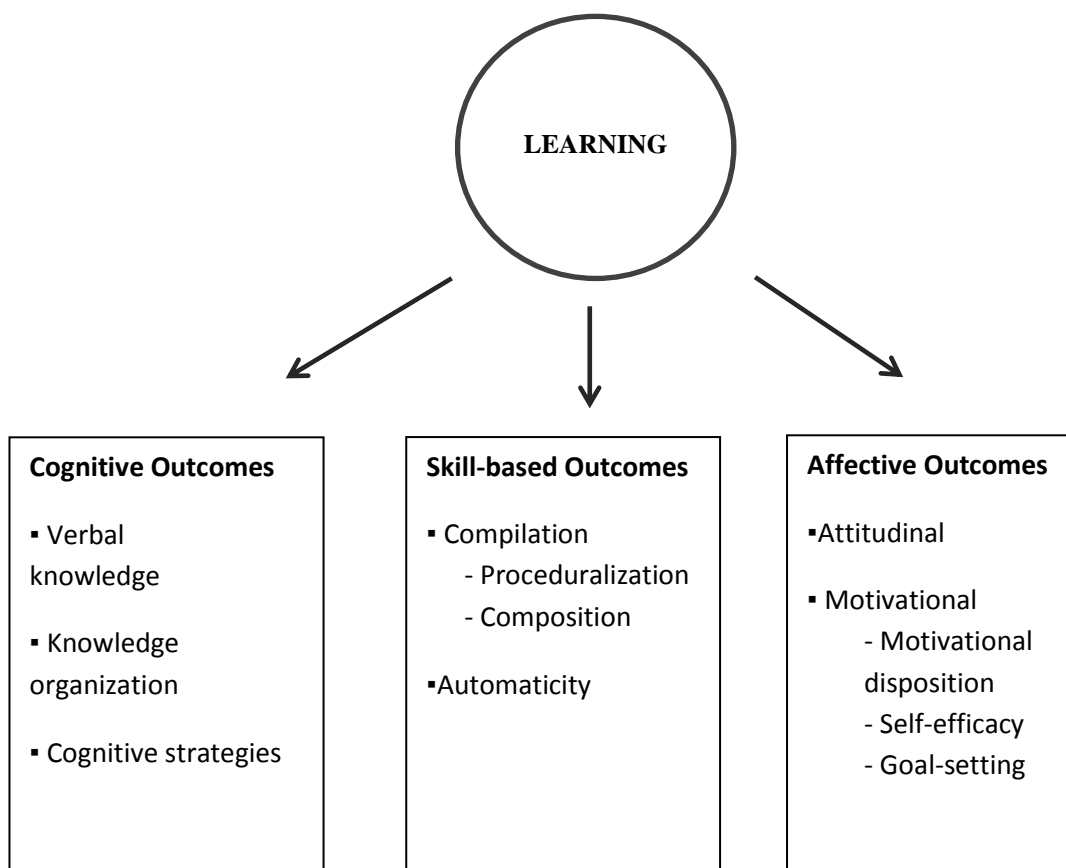 LEARNING
Cognitive Outcomes
▪ Verbal
knowledge
▪ Knowledge
organization
▪ Cognitive strategies
Skill-based Outcomes
▪ Compilation
- Proceduralization
- Composition
▪Automaticity
Affective Outcomes
▪Attitudinal
▪ Motivational
- Motivational
disposition
- Self-efficacy
- Goal-setting